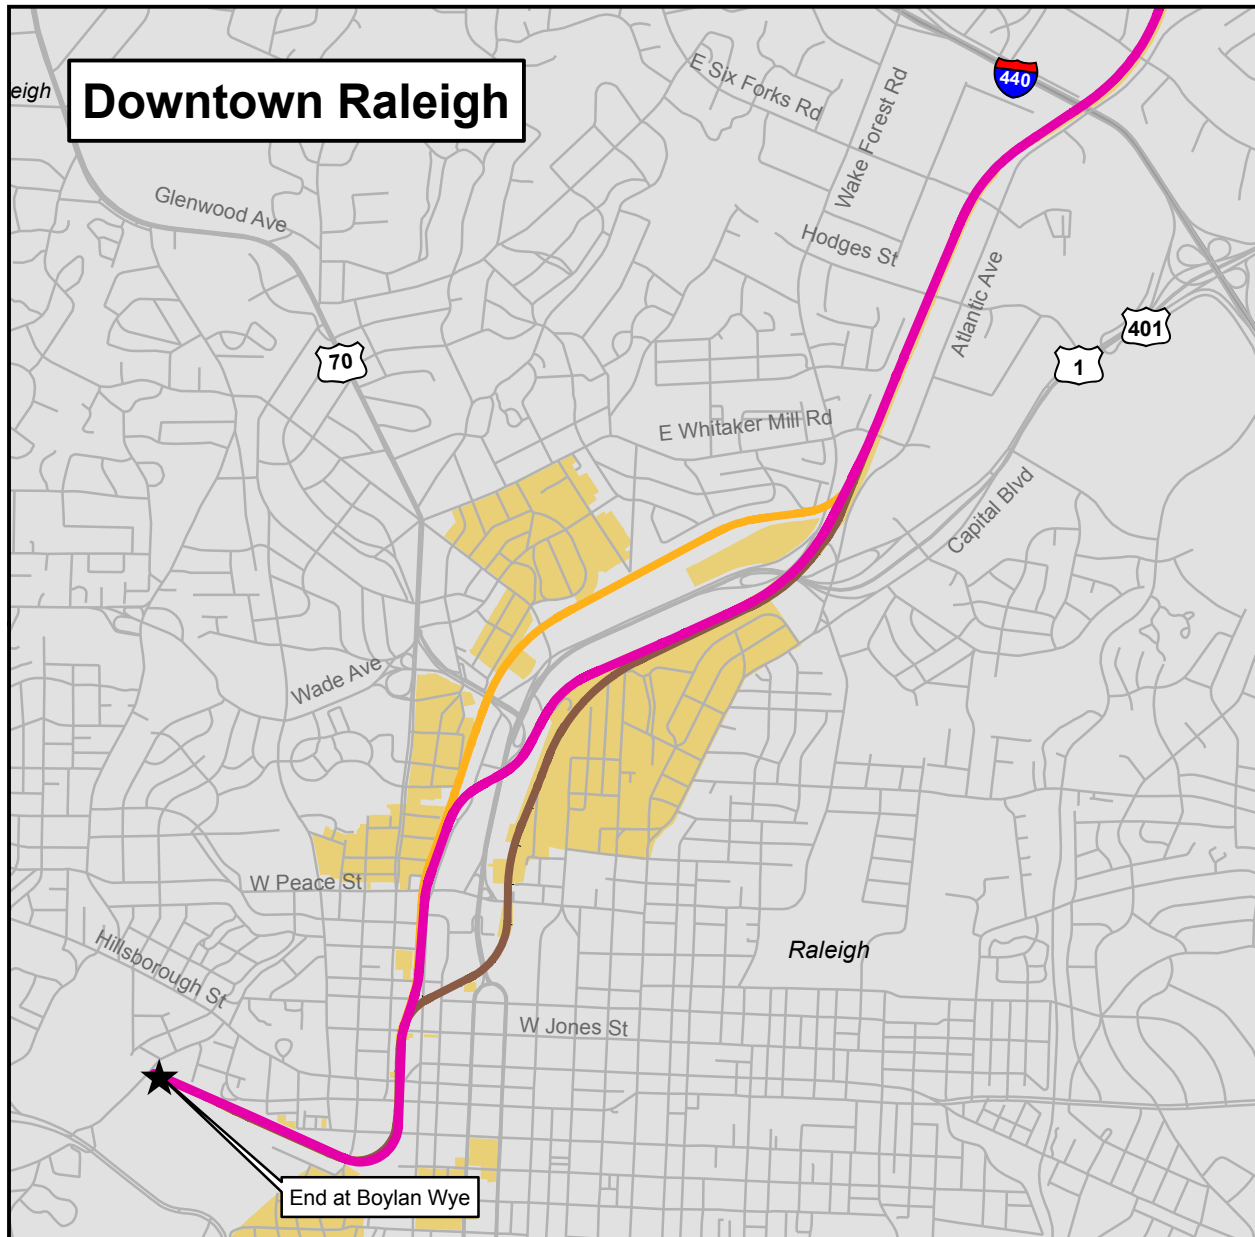 E Six Forks Rd
440
eigh
Downtown Raleigh
Wake Forest Rd
Glenwood Ave
Hodges St
Atlantic Ave
401
70
1
E Whitaker Mill Rd
Capital Blvd
Wade Ave
W Peace St
Hillsborough St
Raleigh
W Jones St
End at Boylan Wye